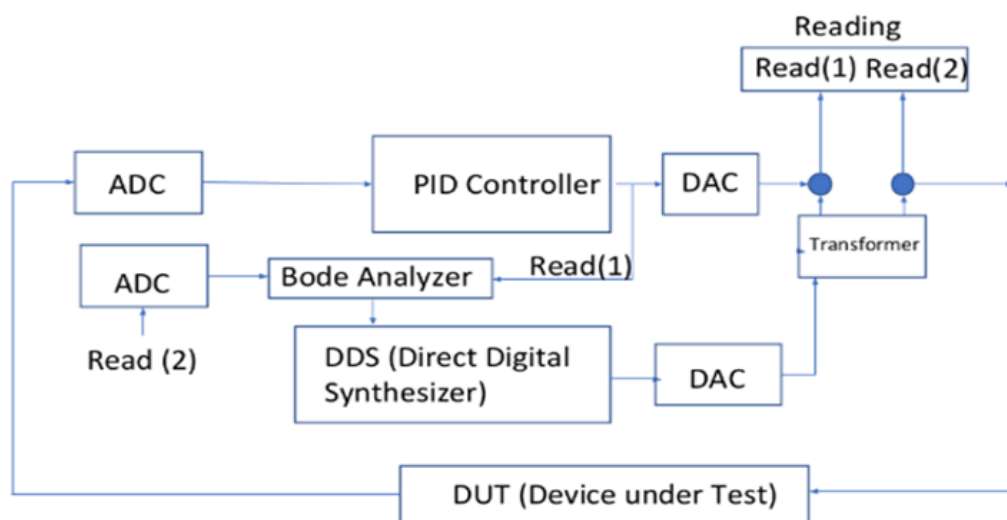 Reading
Read(1) Read(2)
ADC
PID Controller
DAC
Transformer
Read(1)
Bode Analyzer
ADC
Read (2)
DDS (Direct Digital
Synthesizer)
DAC
DUT (Device under Test)